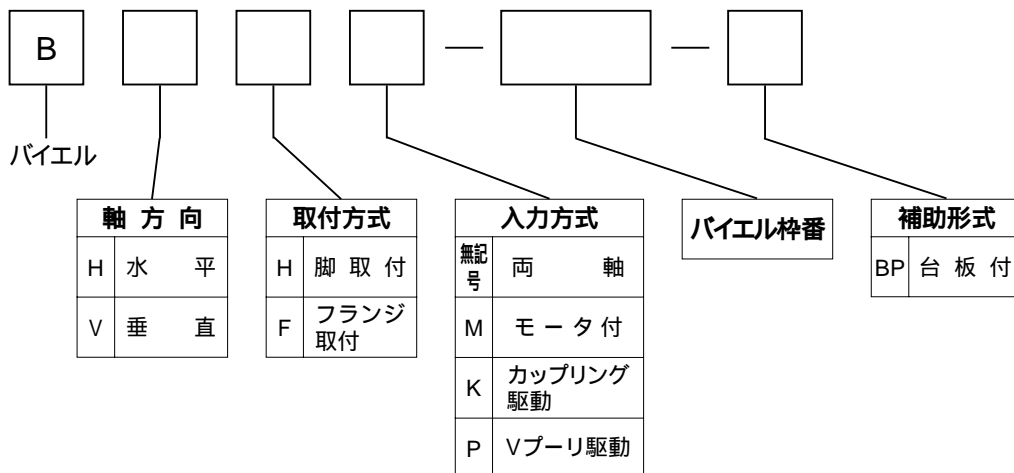 B
バイエル
軸方向
H 水平
V 垂直
取付方式
H 脚取付
F フランジ
取付
入力方式
無記
号 両軸
M モータ付
K カップリング
駆動
P Vプーリ駆動
バイエル枠番
補助形式
BP 台板付